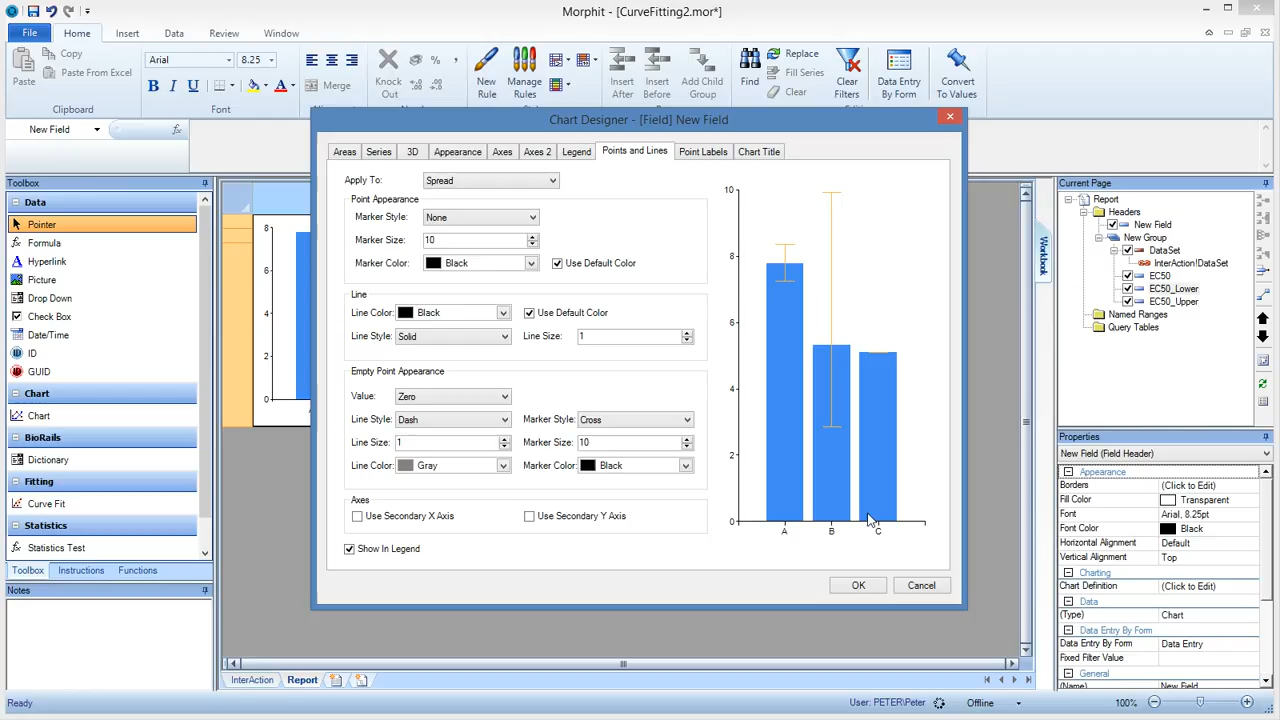 Morphit - [CurveFitting2.mor*]
File Home Insert Data Review Window
Copy
Paste From Excel
Paste
Clipboard
Arial 8.25
B I U
Font
Merge
Knock Out
New Rule
Manage Rules
Insert After
Insert Before
Add Child Group
Find
Replace
Fill Series
Clear
Clear Filters
Data Entry By Form
Convert To Values
New Field
fx
Toolbox
Data
Pointer
Formula
Hyperlink
Picture
Drop Down
Check Box
Date/Time
ID
GUID
Chart
Chart
BioRails
Dictionary
Fitting
Curve Fit
Statistics
Statistics Test
Toolbox Instructions Functions
Notes
8
6
4
2
0
Chart Designer - [Field] New Field
Areas Series 3D Appearance Axes Axes 2 Legend Points and Lines Point Labels Chart Title
Apply To: Spread
Point Appearance
Marker Style: None
Marker Size: 10
Marker Color: Black Use Default Color
Line
Line Color: Black Use Default Color
Line Style: Solid Line Size: 1
Empty Point Appearance
Value: Zero
Line Style: Dash Marker Style: Cross
Line Size: 1 Marker Size: 10
Line Color: Gray Marker Color: Black
Axes
Use Secondary X Axis Use Secondary Y Axis
Show In Legend
10
8
6
4
2
0
A B C
OK Cancel
Workbook
Current Page
Report
Headers
New Field
New Group
DataSet
InterAction!DataSet
EC50
EC50_Lower
EC50_Upper
Named Ranges
Query Tables
Properties
New Field (Field Header)
Appearance
Borders (Click to Edit)
Fill Color Transparent
Font Arial, 8.25pt
Font Color Black
Horizontal Alignment Default
Vertical Alignment Top
Charting
Chart Definition (Click to Edit)
Data
(Type) Chart
Data Entry By Form
Data Entry By Form Data Entry
Fixed Filter Value
General
(Name) New Field
InterAction Report
Ready
User: PETER\Peter Offline 100%